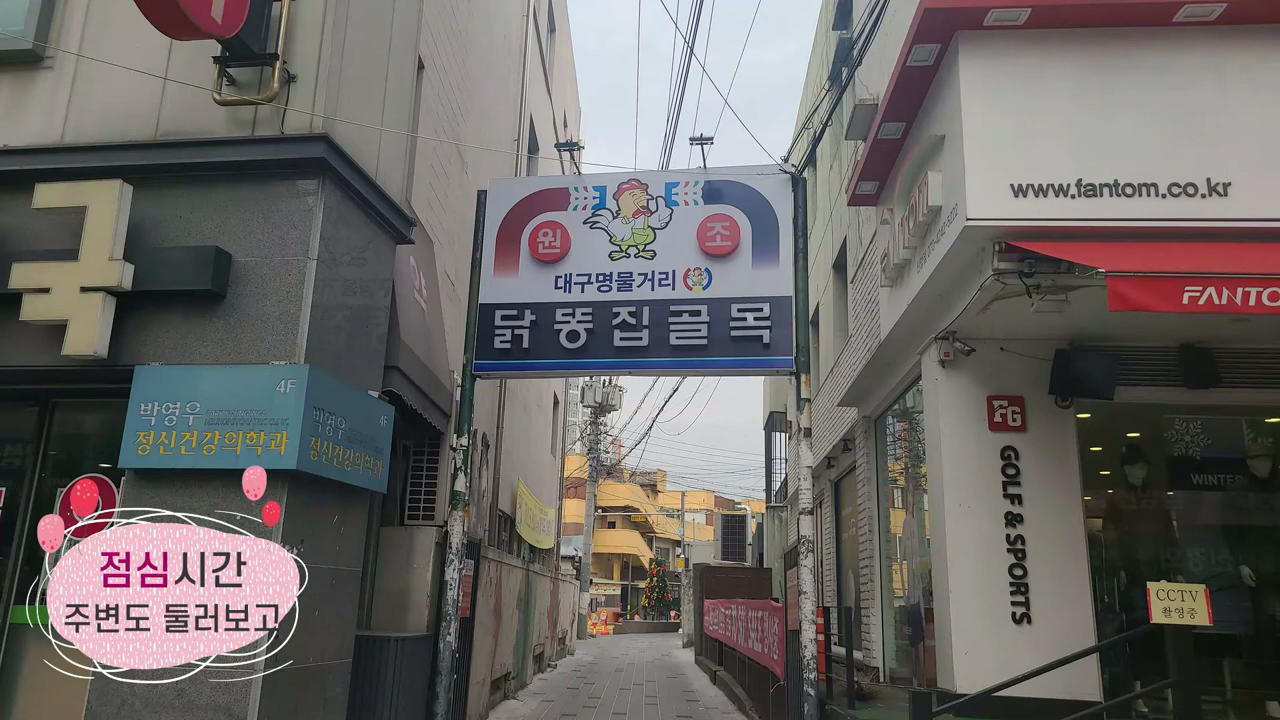 원 조
대구명물거리
닭똥집골목
www.fantom.co.kr
FANTO
FG
GOLF & SPORTS
WINTER
CCTV
촬영중
국
4F
박영우
정신건강의학과
4F
박영우
정신건강의학과
점심시간
주변도 둘러보고